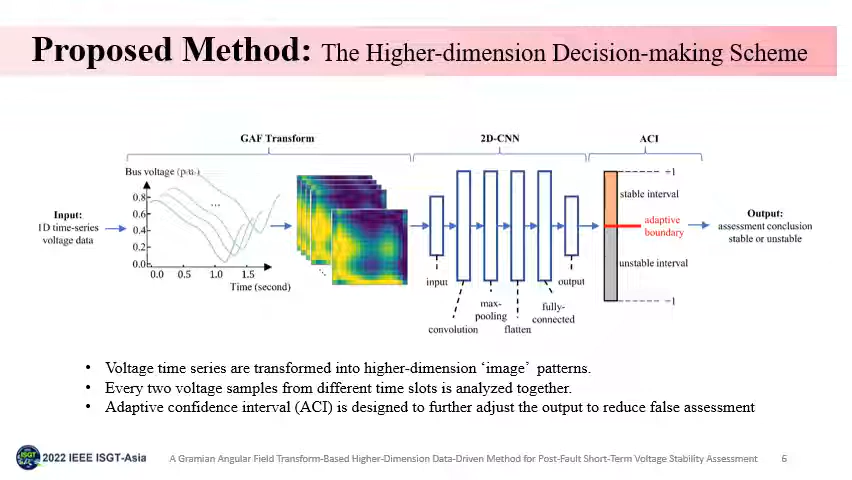 Proposed Method: The Higher-dimension Decision-making Scheme
GAF Transform
2D-CNN
ACI
Input:
1D time-series
voltage data
Bus voltage (p.u.)
0.8
0.6
0.4
0.2
0.0
0.0 0.5 1.0 1.5
Time (second)
...
input
convolution
max-
pooling
flatten
fully-
connected
output
+1
stable interval
adaptive
boundary
unstable interval
−1
Output:
assessment conclusion
stable or unstable
• Voltage time series are transformed into higher-dimension ‘image’ patterns.
• Every two voltage samples from different time slots is analyzed together.
• Adaptive confidence interval (ACI) is designed to further adjust the output to reduce false assessment
ISGT
2022 IEEE ISGT-Asia
A Gramian Angular Field Transform-Based Higher-Dimension Data-Driven Method for Post-Fault Short-Term Voltage Stability Assessment
6